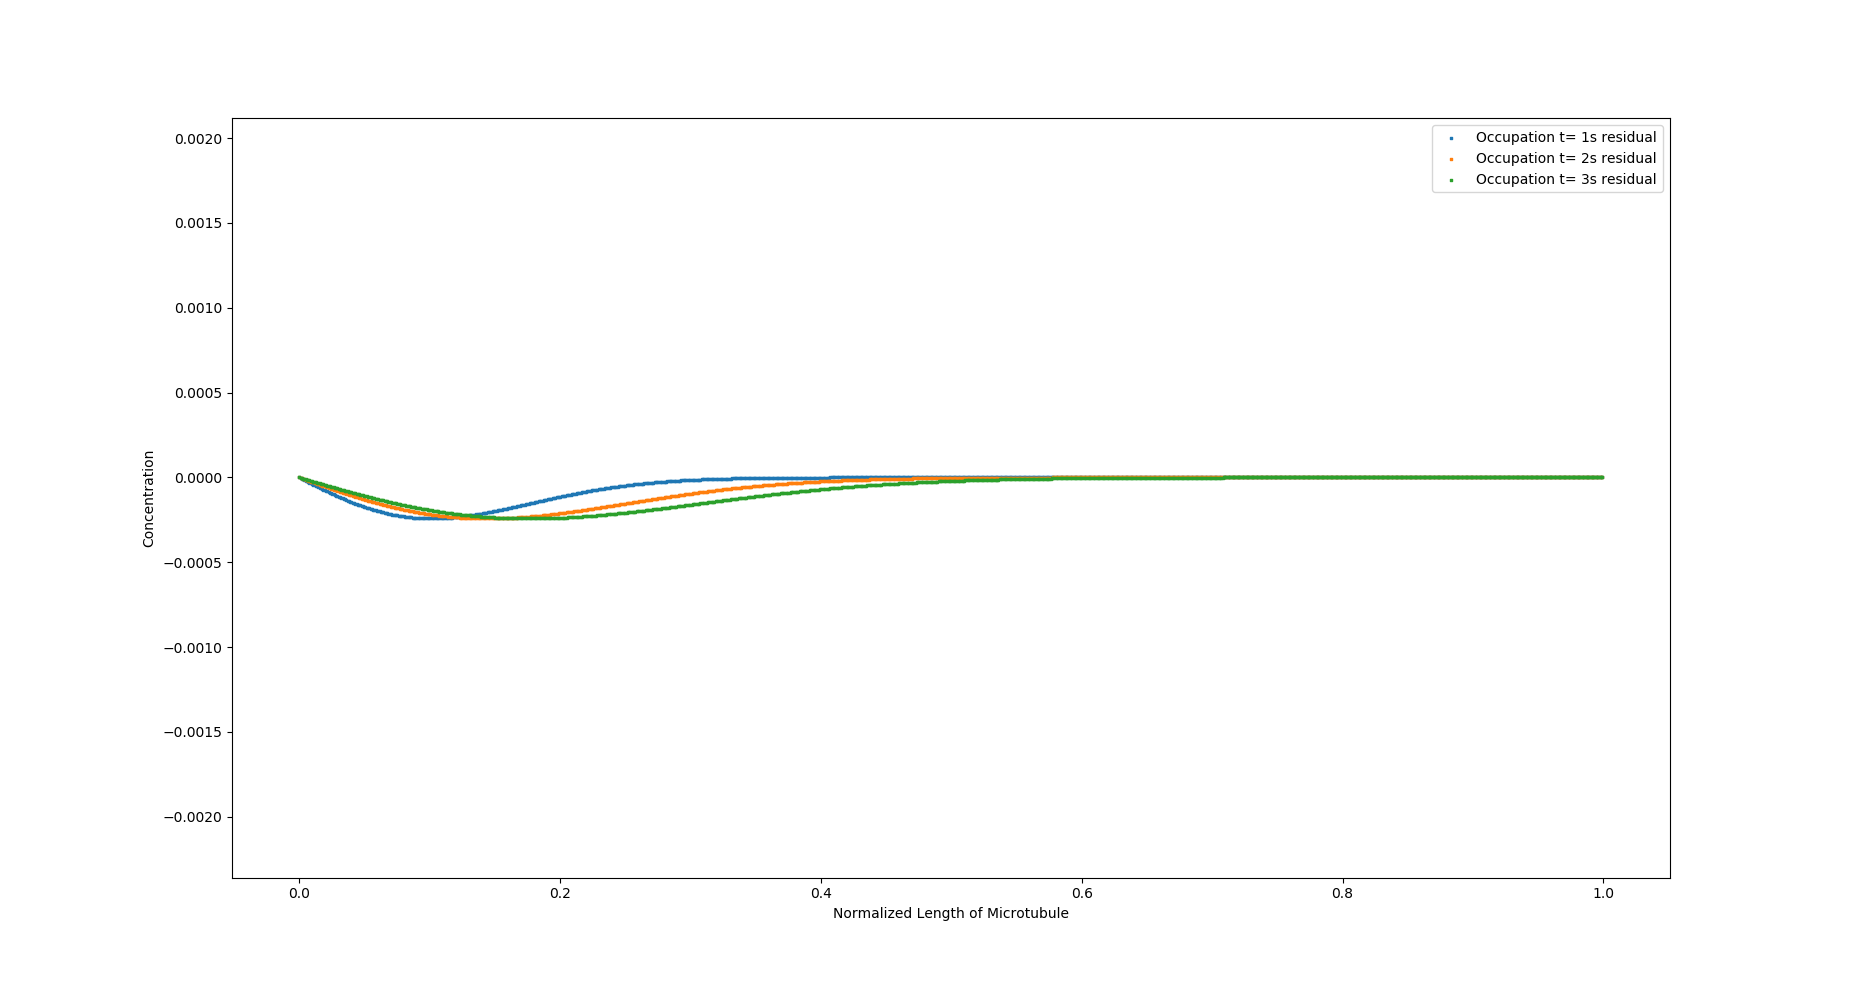 Occupation t= 1s residual
Occupation t= 2s residual
Occupation t= 3s residual
0.0020
0.0015
0.0010
0.0005
0.0000
−0.0005
−0.0010
−0.0015
−0.0020
Concentration
0.0 0.2 0.4 0.6 0.8 1.0
Normalized Length of Microtubule